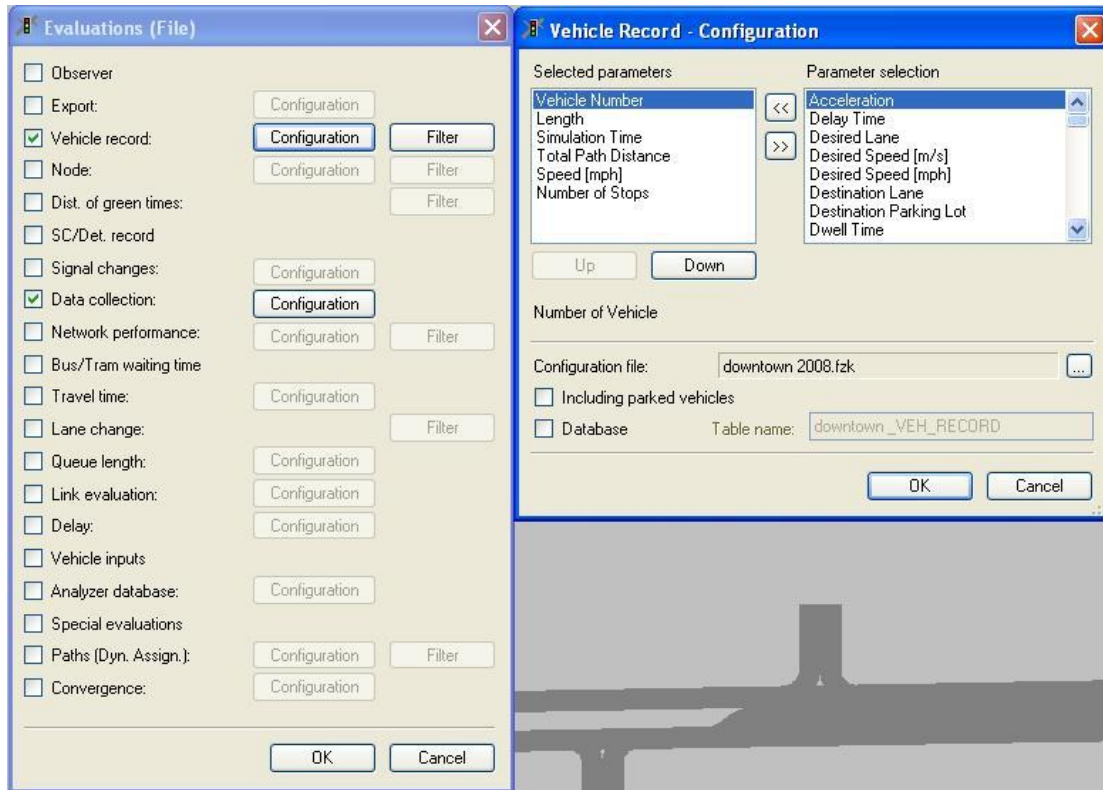 Evaluations (File)
Observer
Export: Configuration
Vehicle record: Configuration Filter
Node: Configuration Filter
Dist. of green times: Filter
SC/Det. record
Signal changes: Configuration
Data collection: Configuration
Network performance: Configuration Filter
Bus/Tram waiting time
Travel time: Configuration
Lane change: Filter
Queue length: Configuration
Link evaluation: Configuration
Delay: Configuration
Vehicle inputs
Analyzer database: Configuration
Special evaluations
Paths (Dyn. Assign.): Configuration Filter
Convergence: Configuration
OK Cancel
Vehicle Record - Configuration
Selected parameters
Vehicle Number
Length
Simulation Time
Total Path Distance
Speed [mph]
Number of Stops
<<
>>
Parameter selection
Acceleration
Delay Time
Desired Lane
Desired Speed [m/s]
Desired Speed [mph]
Destination Lane
Destination Parking Lot
Dwell Time
Up Down
Number of Vehicle
Configuration file: downtown 2008.fzk ...
Including parked vehicles
Database Table name: downtown _VEH_RECORD
OK Cancel